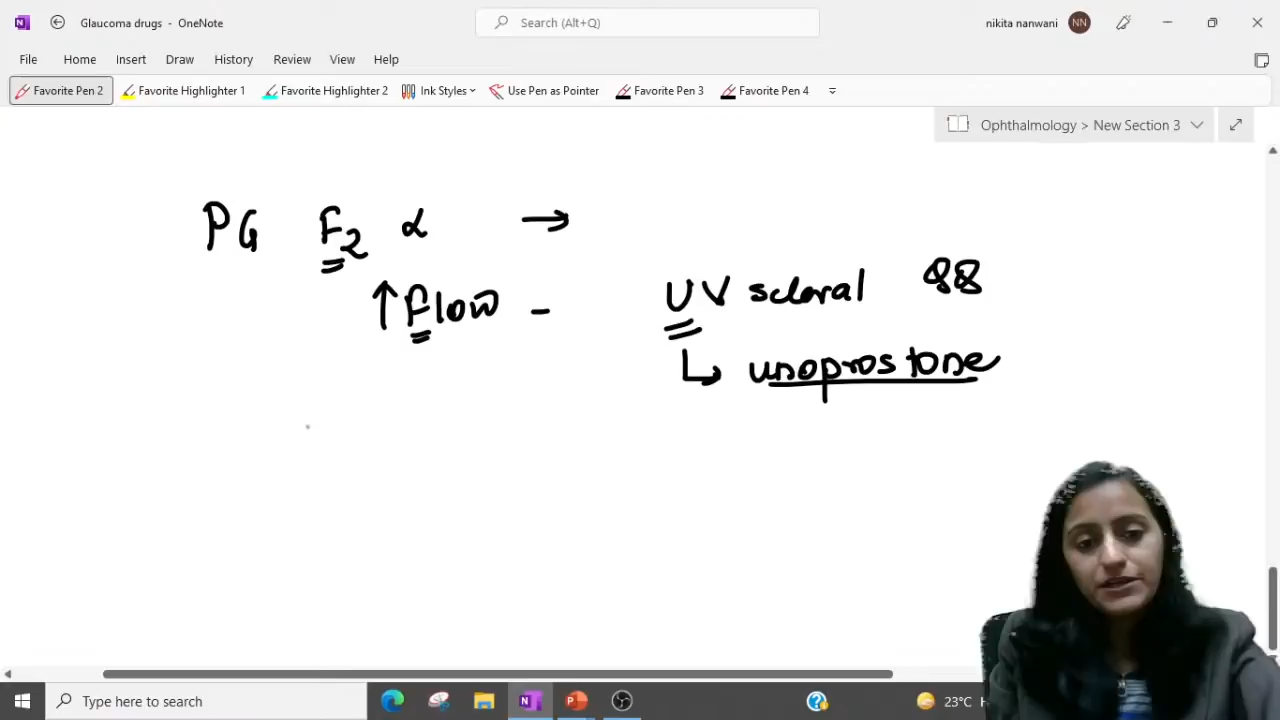 Glaucoma drugs - OneNote
Search (Alt+Q)
nikita nanwani NN
File Home Insert Draw History Review View Help
Favorite Pen 2 Favorite Highlighter 1 Favorite Highlighter 2 Ink Styles Use Pen as Pointer Favorite Pen 3 Favorite Pen 4
Ophthalmology > New Section 3
PG F2 α →
↑ Flow - UV scleral
↳ unoprostone
Type here to search
23°C